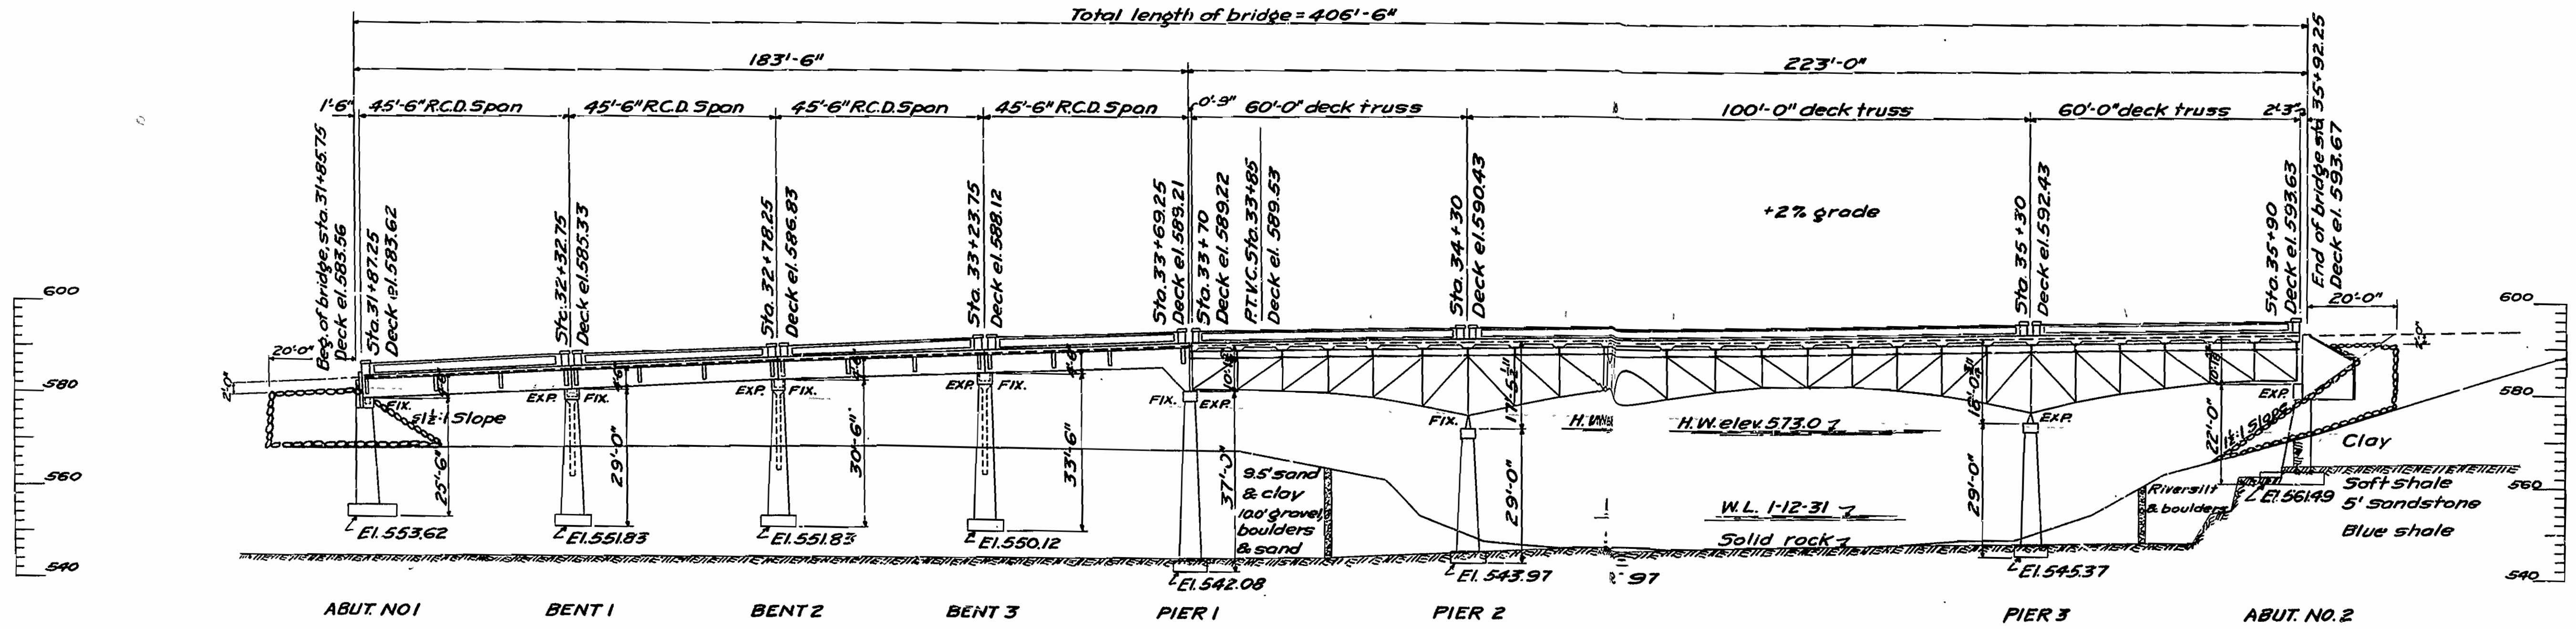 Total length of bridge = 406'-6"
183'-6"
223'-0"
1'-6"
45'-6" R.C.D. Span
45'-6" R.C.D. Span
45'-6" R.C.D. Span
45'-6" R.C.D. Span
0'-9"
60'-0" deck truss
100'-0" deck truss
60'-0" deck truss
2'-3"
Beg. of bridge, sta. 31+85.75
Deck el. 583.56
Sta. 31+87.25
Deck el. 583.62
Sta. 32+32.75
Deck el. 585.33
Sta. 32+78.25
Deck el. 586.83
Sta. 33+23.75
Deck el. 588.12
Sta. 33+69.25
Deck el. 589.21
Sta. 33+70
Deck el. 589.22
P.T.V.C. Sta. 33+85
Deck el. 589.53
Sta. 34+30
Deck el. 590.43
+2% grade
Sta. 35+30
Deck el. 592.43
Sta. 35+90
Deck el. 593.63
End of bridge sta. 35+92.25
Deck el. 593.67
600
580
560
540
600
580
560
540
20'-0"
2'-0"
20'-0"
2'-0"
FIX.
1½:1 Slope
EXP. FIX.
4'-6"
EXP. FIX.
4'-6"
EXP. FIX.
4'-6"
FIX. EXP.
FIX.
17'-5½"
H.W. elev. 573.0
EXP.
EXP.
1½:1 Slope
25'-6"
29'-0"
30'-6"
33'-6"
37'-0"
29'-0"
29'-0"
22'-0"
9.5' sand
& clay
10.0' gravel,
boulders
& sand
W.L. 1-12-31
Solid rock
River silt
& boulders
Clay
Soft shale
5' sandstone
Blue shale
El. 553.62
El. 551.83
El. 551.83
El. 550.12
El. 542.08
El. 543.97
97
El. 545.37
El. 561.49
ABUT. NO 1
BENT 1
BENT 2
BENT 3
PIER 1
PIER 2
PIER 3
ABUT. NO. 2